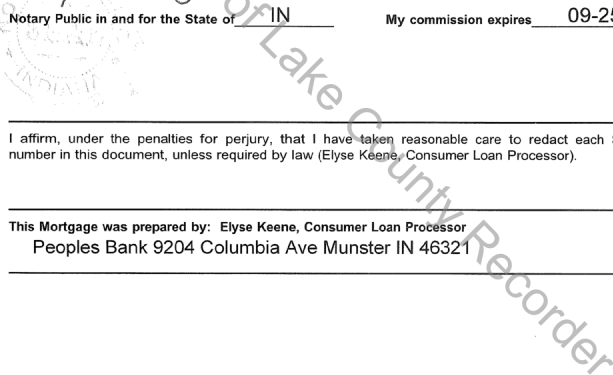 Notary Public in and for the State of IN My commission expires 09-25
I affirm, under the penalties for perjury, that I have taken reasonable care to redact each
number in this document, unless required by law (Elyse Keene, Consumer Loan Processor).
This Mortgage was prepared by: Elyse Keene, Consumer Loan Processor
Peoples Bank 9204 Columbia Ave Munster IN 46321
of Lake County Recorder